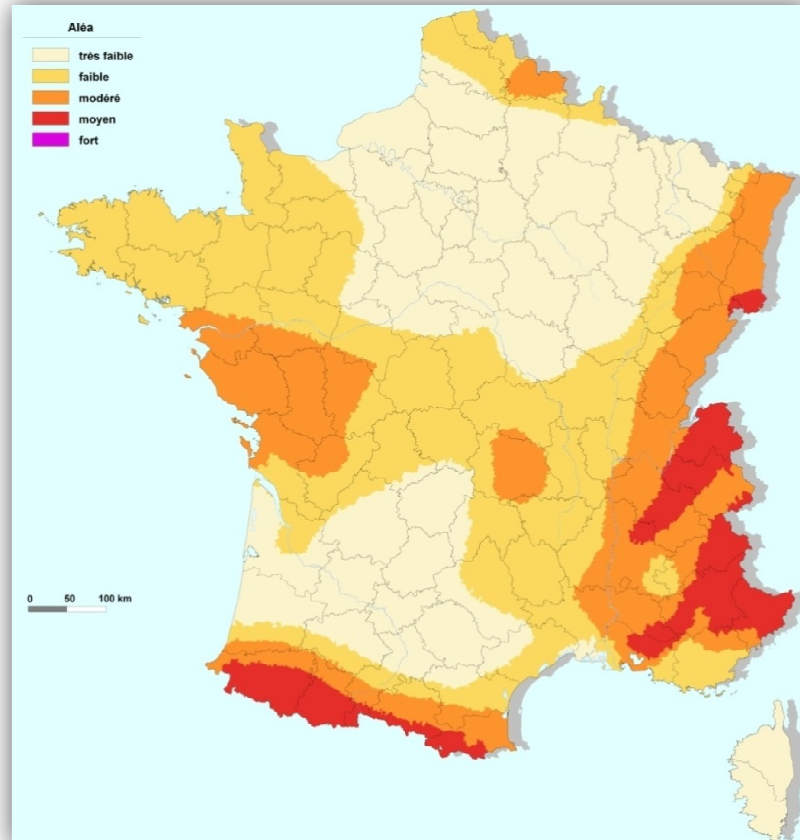 Aléa
très faible
faible
modéré
moyen
fort
0 50 100 km